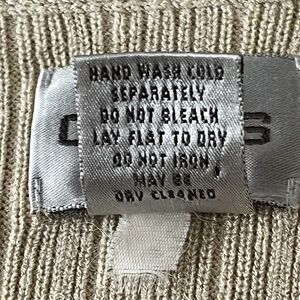 HAND WASH COLD
SEPARATELY
DO NOT BLEACH
LAY FLAT TO DRY
DO NOT IRON
MAY BE
DRY CLEANED